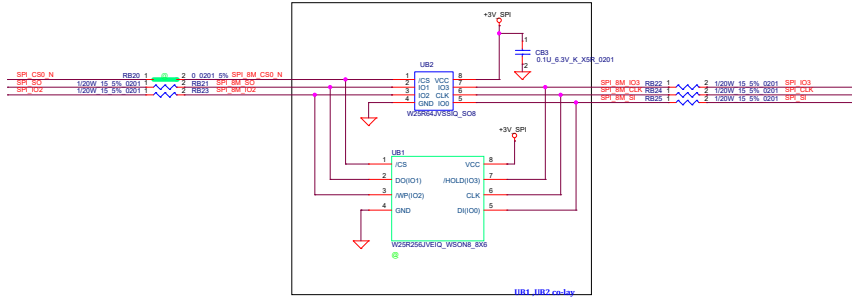 +3V_SPI
1
CB3
0.1U_6.3V_K_X5R_0201
2
UB2
SPI_CS0_N RB20 1 @ 2 0_0201_5% SPI_8M_CS0_N 1 /CS VCC 8
SPI_SO 1/20W_15_5%_0201 1 2 RB21 SPI_8M_SO 2 IO1 IO3 7 SPI_8M_IO3 RB22 1 2 1/20W_15_5%_0201 SPI_IO3
SPI_IO2 1/20W_15_5%_0201 1 2 RB23 SPI_8M_IO2 3 IO2 CLK 6 SPI_8M_CLK RB24 1 2 1/20W_15_5%_0201 SPI_CLK
4 GND IO0 5 SPI_8M_SI RB25 1 2 1/20W_15_5%_0201 SPI_SI
W25R64JVSSIQ_SO8
+3V_SPI
UB1
1 /CS VCC 8
2 DO(IO1) /HOLD(IO3) 7
3 /WP(IO2) CLK 6
4 GND DI(IO0) 5
W25R256JVEIQ_WSON8_8X6
@
UB1 ,UB2 co-lay